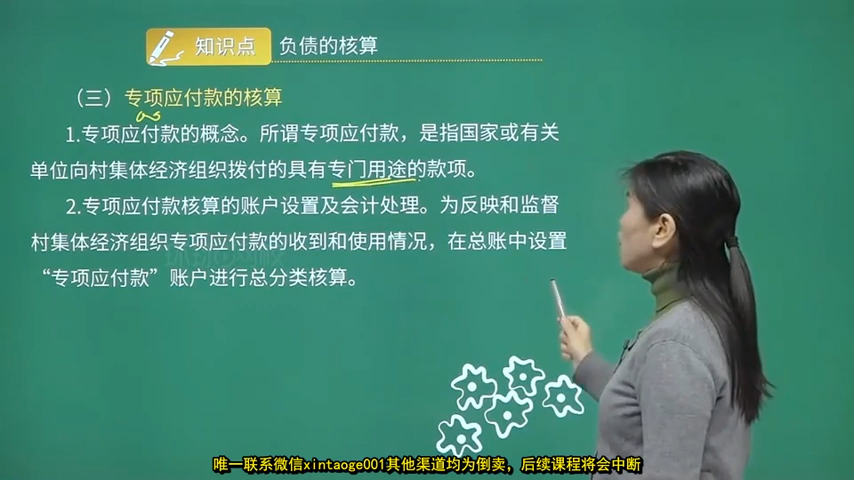 知识点 负债的核算
（三）专项应付款的核算
1.专项应付款的概念。所谓专项应付款，是指国家或有关
单位向村集体经济组织拨付的具有专门用途的款项。
2.专项应付款核算的账户设置及会计处理。为反映和监督
村集体经济组织专项应付款的收到和使用情况，在总账中设置
“专项应付款”账户进行总分类核算。
唯一联系微信xintaoge001其他渠道均为倒卖，后续课程将会中断